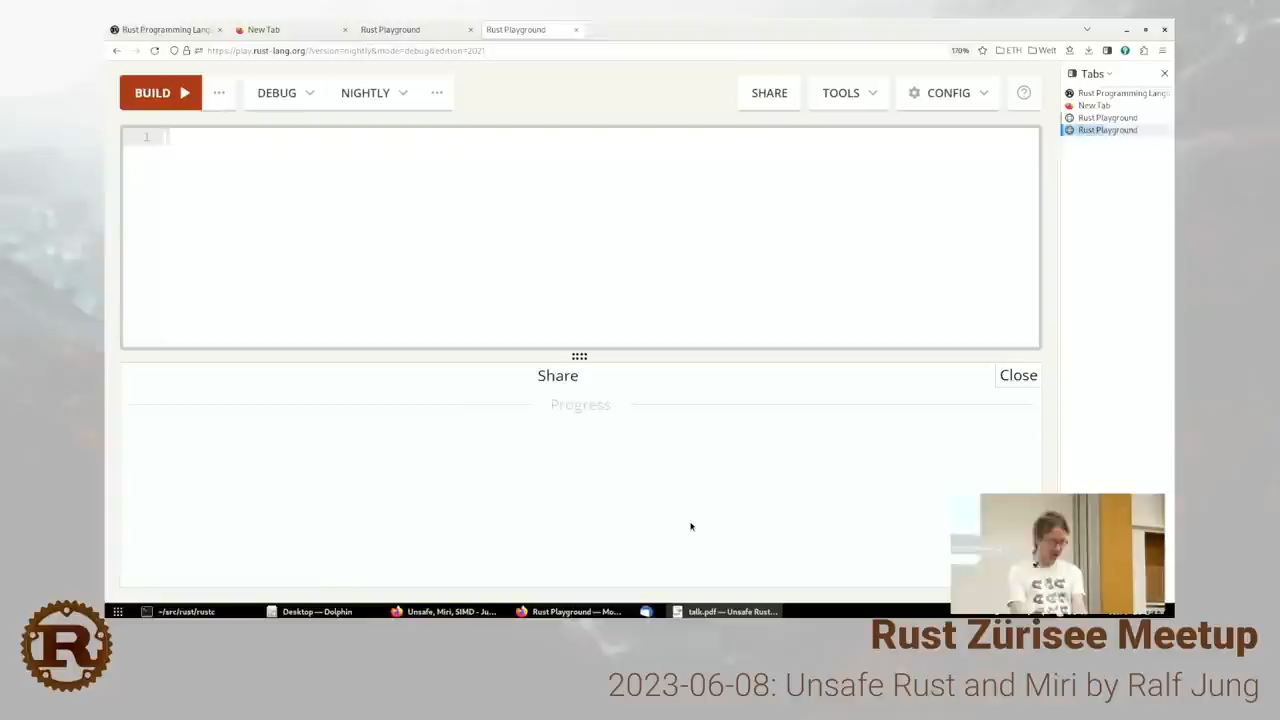 Rust Programming Lang
New Tab
Rust Playground
Rust Playground
https://play.rust-lang.org/?version=nightly&mode=debug&edition=2021
170%
ETH
Welt
BUILD
DEBUG
NIGHTLY
SHARE
TOOLS
CONFIG
Tabs
Rust Programming Langu
New Tab
Rust Playground
Rust Playground
1
Share
Close
Progress
~/src/rust/rustc
Desktop — Dolphin
Unsafe, Miri, SIMD - Ju...
Rust Playground — Mo...
talk.pdf — Unsafe Rust...
R
Rust Zürisee Meetup
2023-06-08: Unsafe Rust and Miri by Ralf Jung